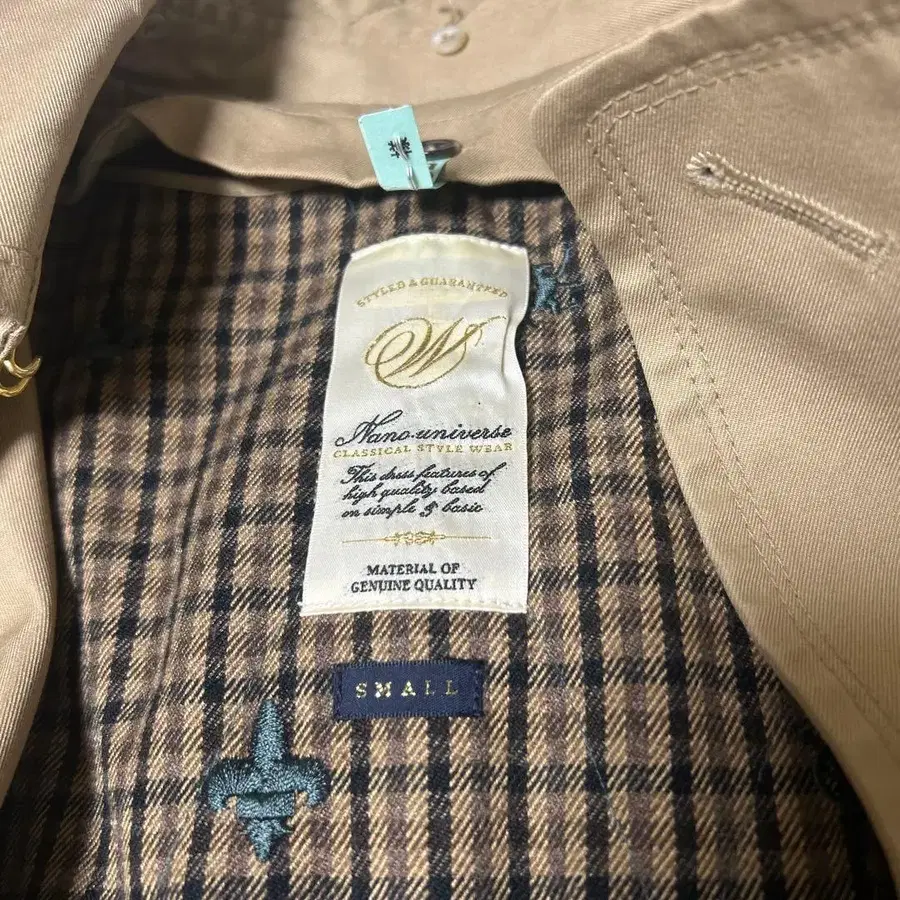 STYLED & GUARANTEED
W
Nano·universe
CLASSICAL STYLE WEAR
This dress features of
high quality based
on simple & basic
MATERIAL OF
GENUINE QUALITY
SMALL